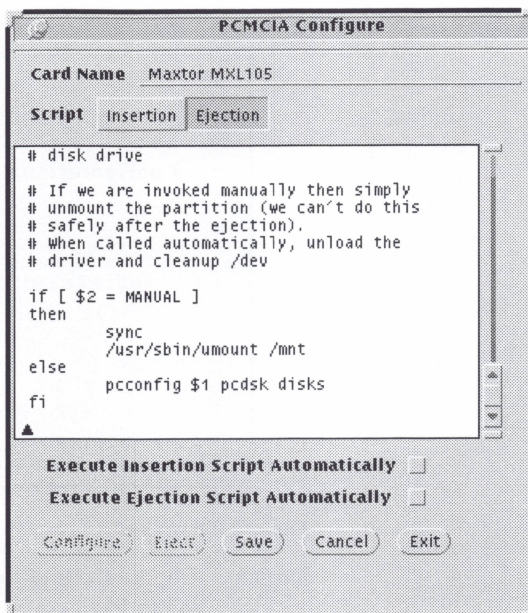 PCMCIA Configure
Card Name Maxtor MXL105
Script Insertion Ejection
# disk drive
# If we are invoked manually then simply
# unmount the partition (we can't do this
# safely after the ejection).
# When called automatically, unload the
# driver and cleanup /dev
if [ $2 = MANUAL ]
then
sync
/usr/sbin/umount /mnt
else
pcconfig $1 pcdsk disks
fi
Execute Insertion Script Automatically
Execute Ejection Script Automatically
Configure Eject Save Cancel Exit